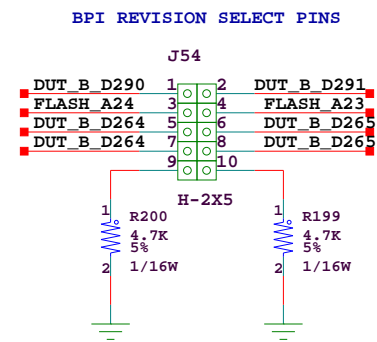 BPI REVISION SELECT PINS
J54
DUT_B_D290 1 2 DUT_B_D291
FLASH_A24 3 4 FLASH_A23
DUT_B_D264 5 6 DUT_B_D265
DUT_B_D264 7 8 DUT_B_D265
9 10
H-2X5
1 R200 1 R199
4.7K 4.7K
5% 5%
2 1/16W 2 1/16W